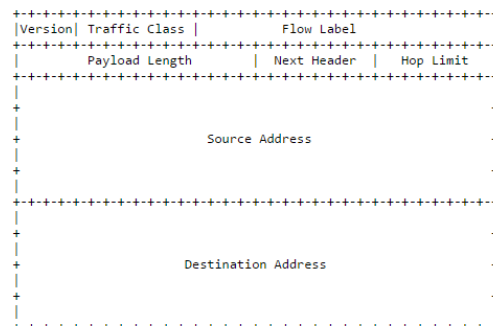 Version Traffic Class Flow Label
Payload Length Next Header Hop Limit
Source Address
Destination Address